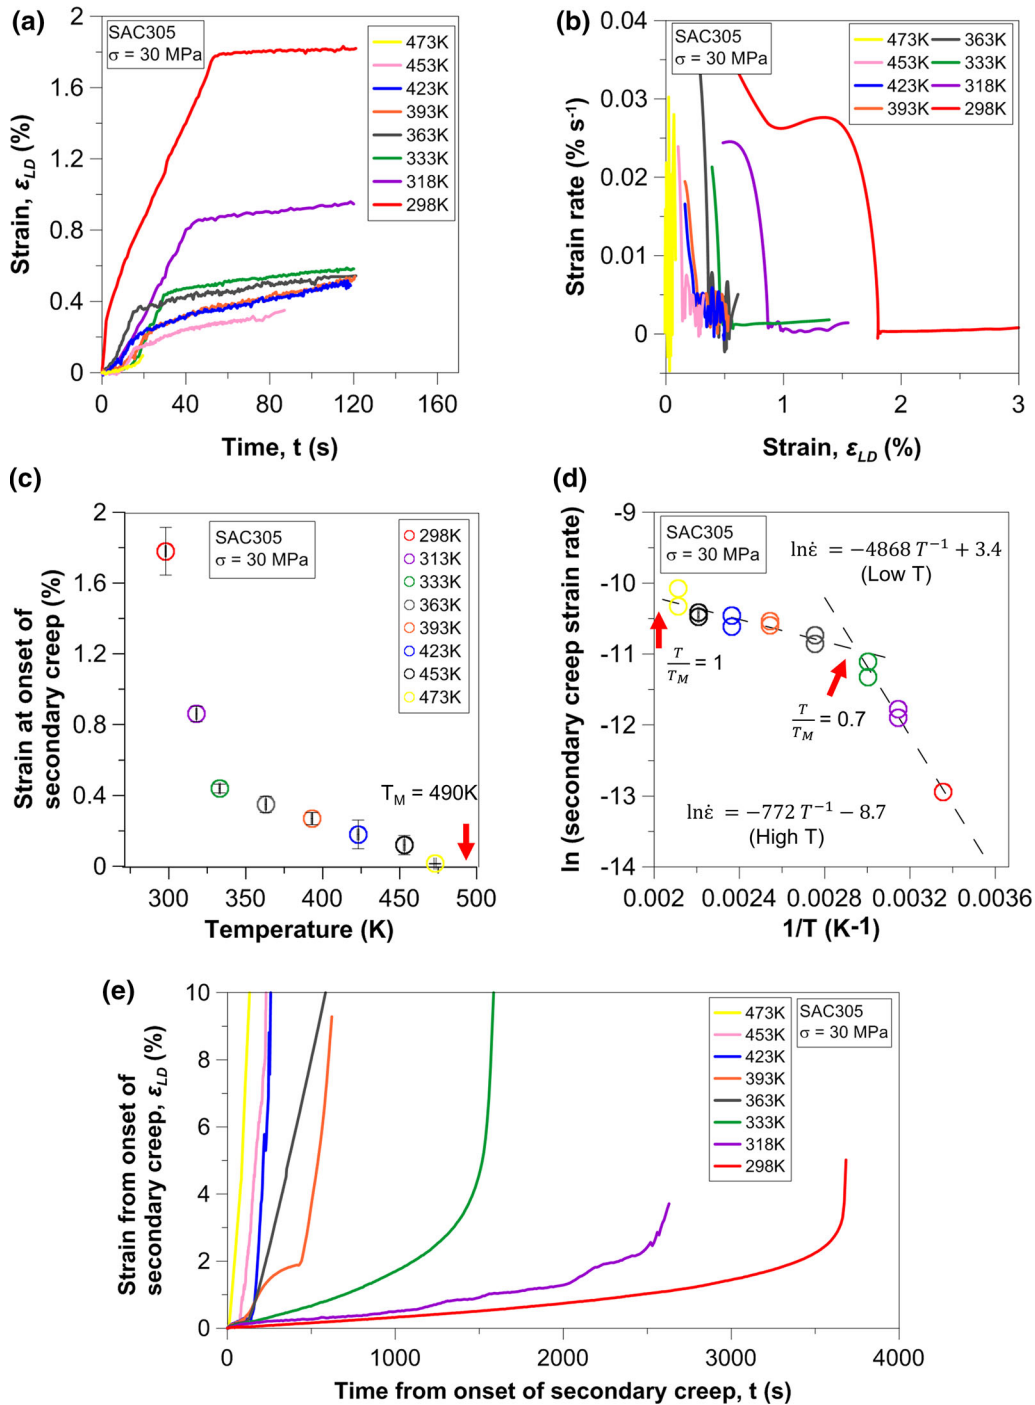 (a)
SAC305
σ = 30 MPa
473K
453K
423K
393K
363K
333K
318K
298K
2
1.6
1.2
0.8
0.4
0
0
40
80
120
160
Strain, εLD (%)
Time, t (s)
(b)
SAC305
σ = 30 MPa
473K
363K
453K
333K
423K
318K
393K
298K
0.04
0.03
0.02
0.01
0
0
1
2
3
Strain rate (% s-1)
Strain, εLD (%)
(c)
SAC305
σ = 30 MPa
298K
313K
333K
363K
393K
423K
453K
473K
TM = 490K
2
1.6
1.2
0.8
0.4
0
300
350
400
450
500
Strain at onset of
secondary creep (%)
Temperature (K)
(d)
SAC305
σ = 30 MPa
lnε̇ = −4868 T−1 + 3.4
(Low T)
T/TM = 1
T/TM = 0.7
lnε̇ = −772 T−1 − 8.7
(High T)
-9
-10
-11
-12
-13
-14
0.002
0.0024
0.0028
0.0032
0.0036
ln (secondary creep strain rate)
1/T (K-1)
(e)
473K
453K
423K
393K
363K
333K
318K
298K
SAC305
σ = 30 MPa
10
8
6
4
2
0
0
1000
2000
3000
4000
Strain from onset of
secondary creep, εLD (%)
Time from onset of secondary creep, t (s)